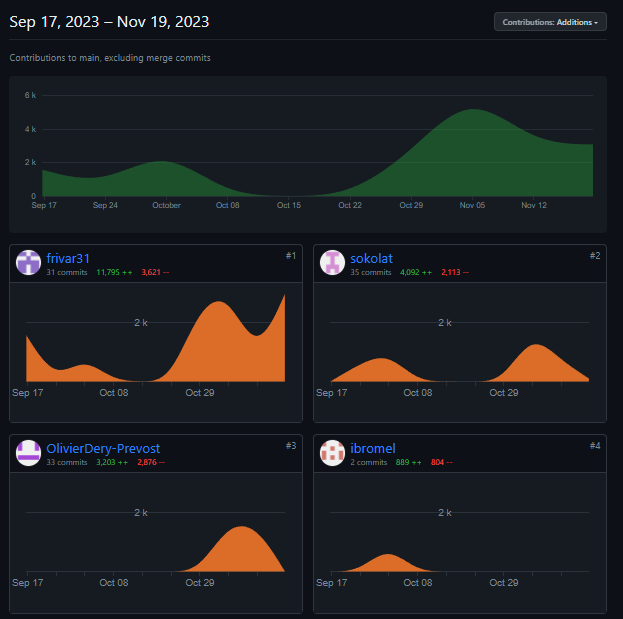 Sep 17, 2023 – Nov 19, 2023
Contributions: Additions
Contributions to main, excluding merge commits
6 k
4 k
2 k
0
Sep 17 Sep 24 October Oct 08 Oct 15 Oct 22 Oct 29 Nov 05 Nov 12
frivar31 #1
31 commits 11,795 ++ 3,621 --
2 k
Sep 17 Oct 08 Oct 29
sokolat #2
35 commits 4,092 ++ 2,113 --
2 k
Sep 17 Oct 08 Oct 29
OlivierDery-Prevost #3
33 commits 3,203 ++ 2,876 --
2 k
Sep 17 Oct 08 Oct 29
ibromel #4
2 commits 889 ++ 804 --
2 k
Sep 17 Oct 08 Oct 29